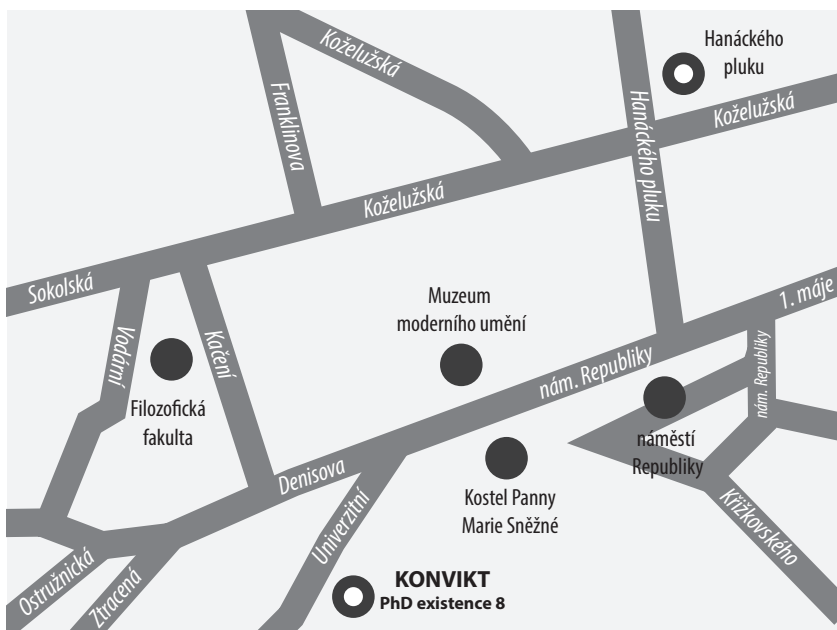 Koželužská
Hanáckého
pluku
Franklinova
Hanáckého pluku
Koželužská
Koželužská
Sokolská
Vodární
Kačení
Muzeum
moderního umění
1. máje
nám. Republiky
nám. Republiky
Filozofická
fakulta
náměstí
Republiky
Denisova
Kostel Panny
Marie Sněžné
Univerzitní
Křížkovského
Ostružnická
Ztracená
KONVIKT
PhD existence 8